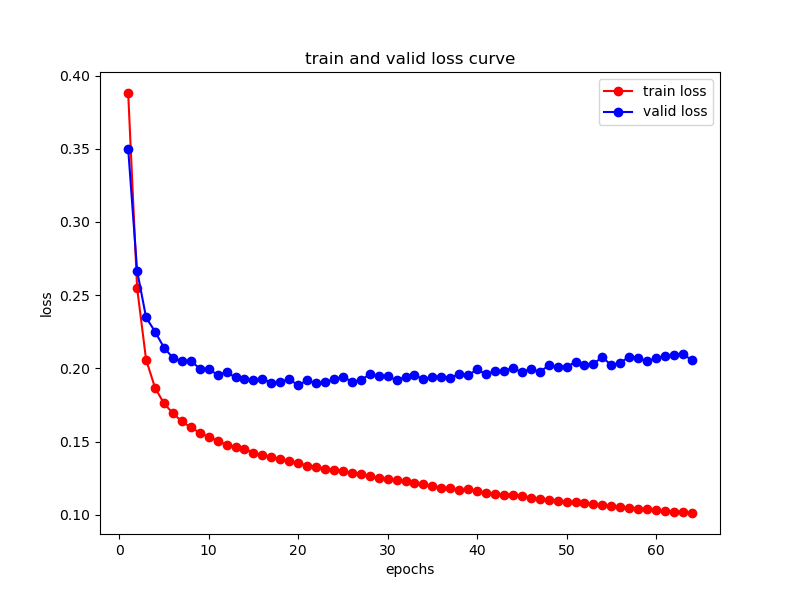 train and valid loss curve
train loss
valid loss
0.40
0.35
0.30
0.25
0.20
0.15
0.10
loss
0 10 20 30 40 50 60
epochs